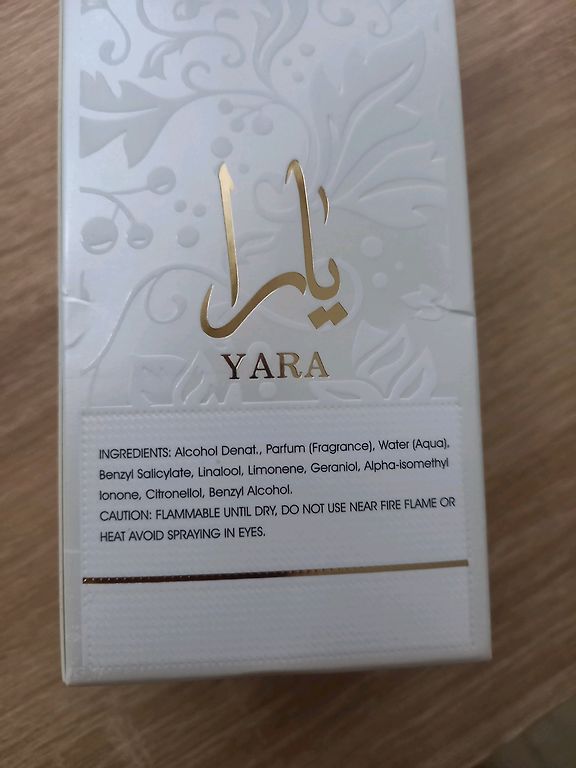 يارا
YARA
INGREDIENTS: Alcohol Denat., Parfum (Fragrance), Water (Aqua),
Benzyl Salicylate, Linalool, Limonene, Geraniol, Alpha-isomethyl
Ionone, Citronellol, Benzyl Alcohol.
CAUTION: FLAMMABLE UNTIL DRY, DO NOT USE NEAR FIRE FLAME OR
HEAT AVOID SPRAYING IN EYES.